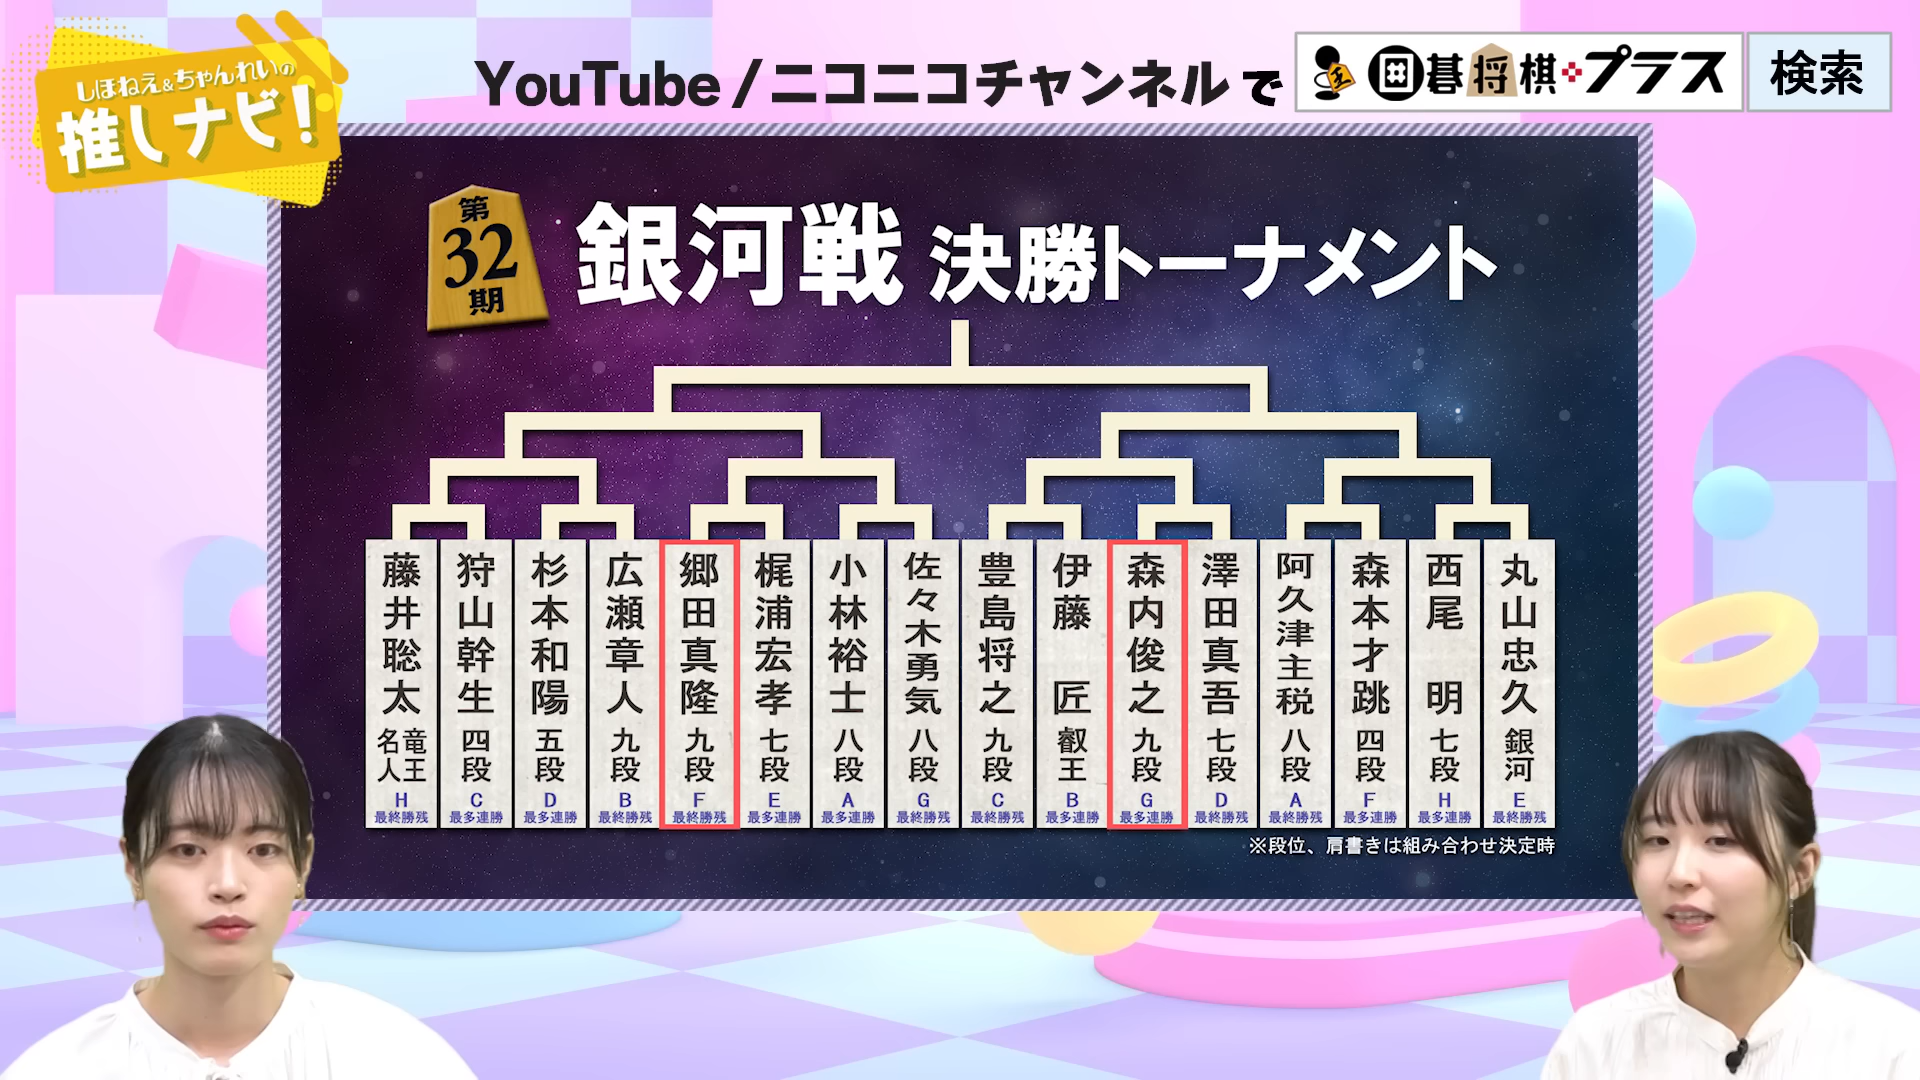 しほねえ&ちゃんれいの
推しナビ!
YouTube/ニコニコチャンネルで
囲碁将棋プラス
検索
第
32
期
銀河戦 決勝トーナメント
藤井聡太 竜王名人 H 最終勝残
狩山幹生 四段 C 最多連勝
杉本和陽 五段 D 最多連勝
広瀬章人 九段 B 最終勝残
郷田真隆 九段 F 最終勝残
梶浦宏孝 七段 E 最多連勝
小林裕士 八段 A 最多連勝
佐々木勇気 八段 G 最終勝残
豊島将之 九段 C 最終勝残
伊藤匠 叡王 B 最多連勝
森内俊之 九段 G 最多連勝
澤田真吾 七段 D 最終勝残
阿久津主税 八段 A 最終勝残
森本才跳 四段 F 最多連勝
西尾明 七段 H 最多連勝
丸山忠久 銀河 E 最終勝残
※段位、肩書きは組み合わせ決定時